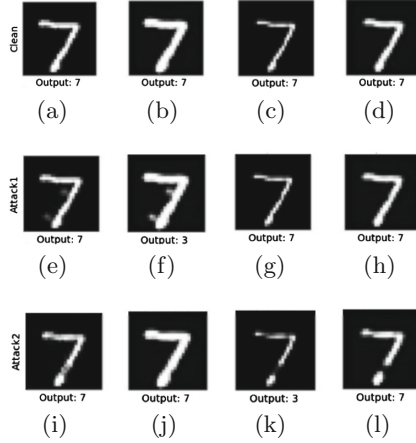 Clean
Output: 7 Output: 7 Output: 7 Output: 7
(a) (b) (c) (d)
Attack1
Output: 7 Output: 3 Output: 7 Output: 7
(e) (f) (g) (h)
Attack2
Output: 7 Output: 7 Output: 3 Output: 7
(i) (j) (k) (l)